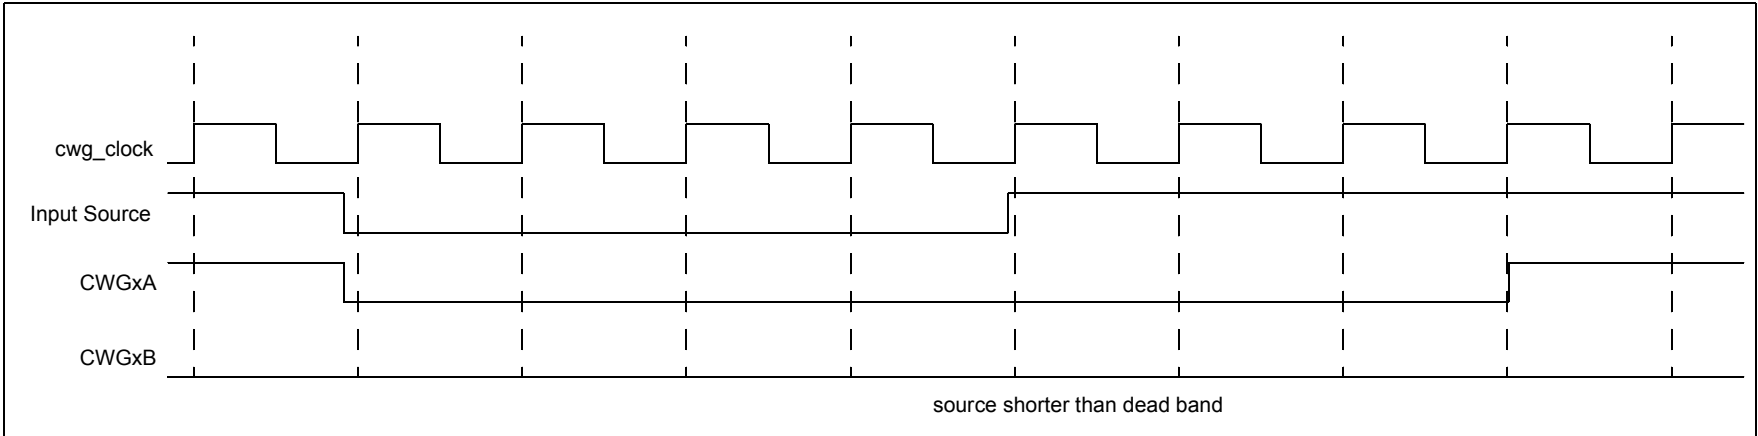 cwg_clock
Input Source
CWGxA
CWGxB
source shorter than dead band